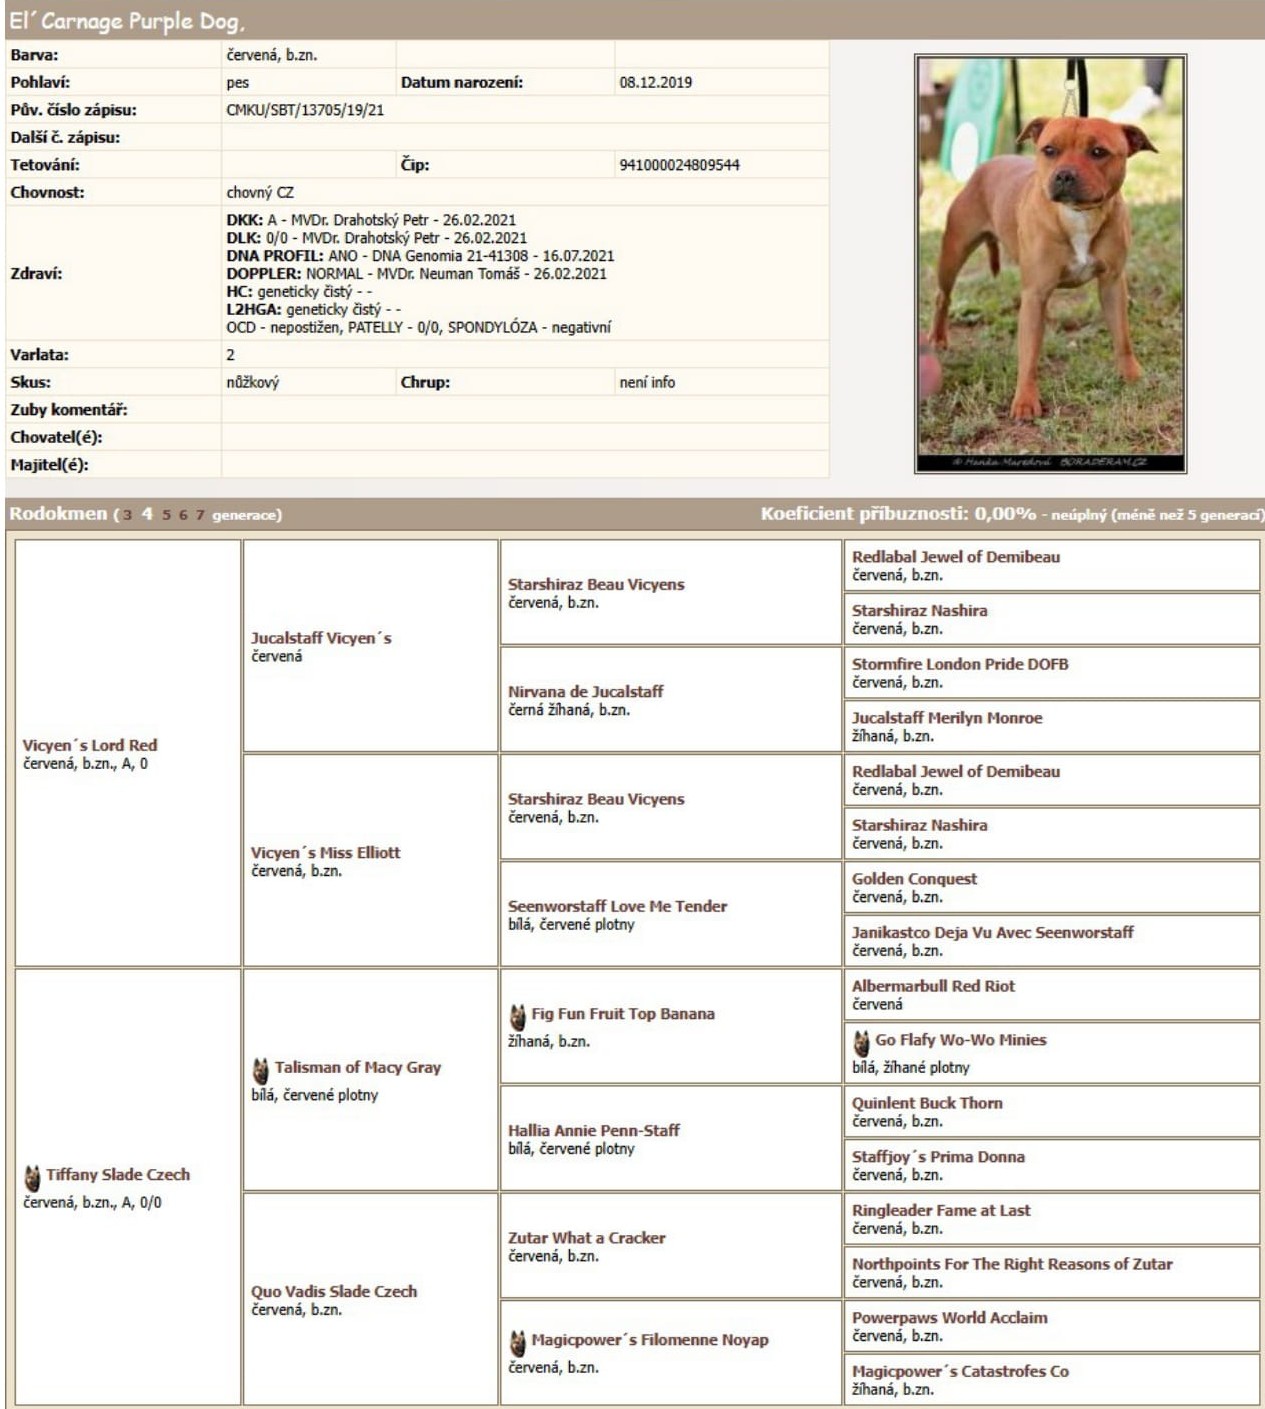 El´Carnage Purple Dog,
Barva: červená, b.zn.
Pohlaví: pes Datum narození: 08.12.2019
Pův. číslo zápisu: CMKU/SBT/13705/19/21
Další č. zápisu:
Tetování: Čip: 941000024809544
Chovnost: chovný CZ
Zdraví:
DKK: A - MVDr. Drahotský Petr - 26.02.2021
DLK: 0/0 - MVDr. Drahotský Petr - 26.02.2021
DNA PROFIL: ANO - DNA Genomia 21-41308 - 16.07.2021
DOPPLER: NORMAL - MVDr. Neuman Tomáš - 26.02.2021
HC: geneticky čistý - -
L2HGA: geneticky čistý - -
OCD - nepostižen, PATELLY - 0/0, SPONDYLÓZA - negativní
Varlata: 2
Skus: nůžkový Chrup: není info
Zuby komentář:
Chovatel(é):
Majitel(é):
© Hanka Marešová BORADERAM.CZ
Rodokmen ( 3 4 5 6 7 generace) Koeficient příbuznosti: 0,00% - neúplný (méně než 5 generací)
Vicyen´s Lord Red
červená, b.zn., A, 0
Tiffany Slade Czech
červená, b.zn., A, 0/0
Jucalstaff Vicyen´s
červená
Vicyen´s Miss Elliott
červená, b.zn.
Talisman of Macy Gray
bílá, červené plotny
Quo Vadis Slade Czech
červená, b.zn.
Starshiraz Beau Vicyens
červená, b.zn.
Nirvana de Jucalstaff
černá žíhaná, b.zn.
Starshiraz Beau Vicyens
červená, b.zn.
Seenworstaff Love Me Tender
bílá, červené plotny
Fig Fun Fruit Top Banana
žíhaná, b.zn.
Hallia Annie Penn-Staff
bílá, červené plotny
Zutar What a Cracker
červená, b.zn.
Magicpower´s Filomenne Noyap
červená, b.zn.
Redlabal Jewel of Demibeau
červená, b.zn.
Starshiraz Nashira
červená, b.zn.
Stormfire London Pride DOFB
červená, b.zn.
Jucalstaff Merilyn Monroe
žíhaná, b.zn.
Redlabal Jewel of Demibeau
červená, b.zn.
Starshiraz Nashira
červená, b.zn.
Golden Conquest
červená, b.zn.
Janikastco Deja Vu Avec Seenworstaff
červená, b.zn.
Albermarbull Red Riot
červená
Go Flafy Wo-Wo Minies
bílá, žíhané plotny
Quinlent Buck Thorn
červená, b.zn.
Staffjoy´s Prima Donna
červená, b.zn.
Ringleader Fame at Last
červená, b.zn.
Northpoints For The Right Reasons of Zutar
červená, b.zn.
Powerpaws World Acclaim
červená, b.zn.
Magicpower´s Catastrofes Co
žíhaná, b.zn.